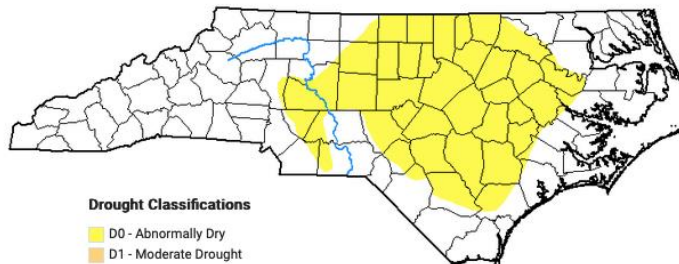 Drought Classifications
D0 - Abnormally Dry
D1 - Moderate Drought